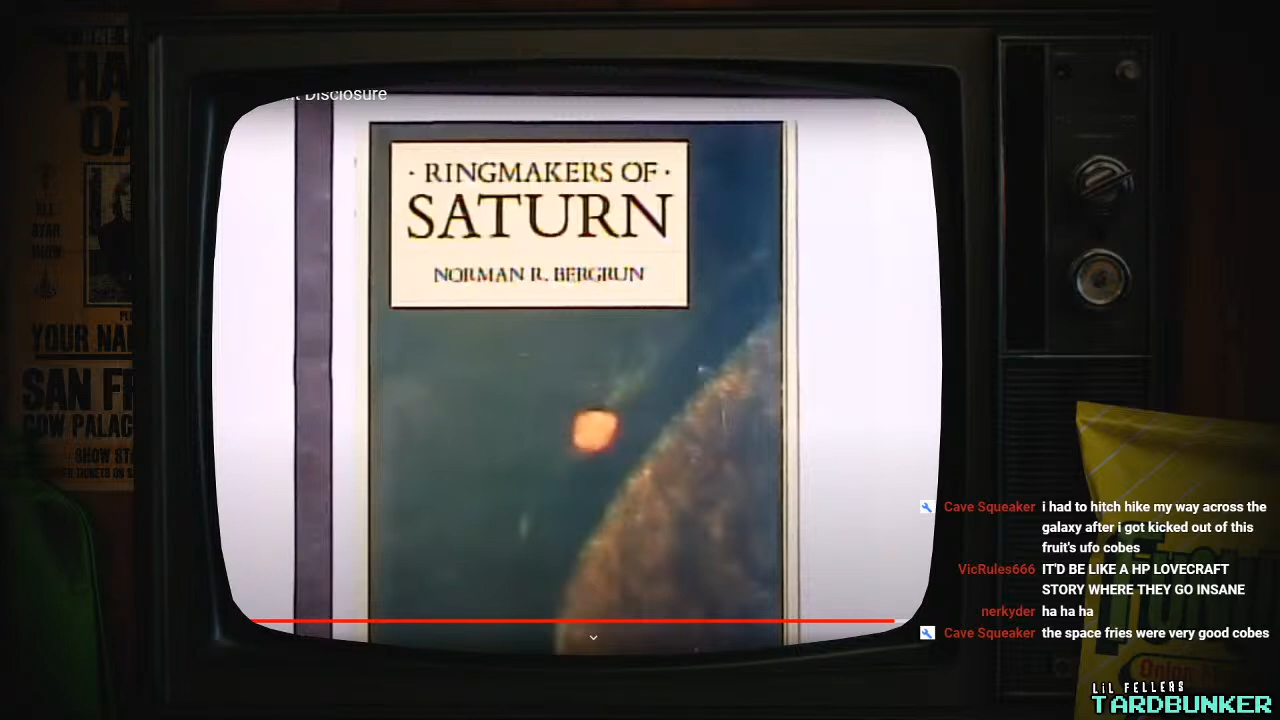 Disclosure
· RINGMAKERS OF ·
SATURN
NORMAN R. BERGRUN
YOUR NAM
SAN FR
COW PALAC
SHOW ST
Cave Squeaker i had to hitch hike my way across the
galaxy after i got kicked out of this
fruit's ufo cobes
VicRules666 IT'D BE LIKE A HP LOVECRAFT
STORY WHERE THEY GO INSANE
nerkyder ha ha ha
Cave Squeaker the space fries were very good cobes
LiL FELLERS
TARDBUNKER